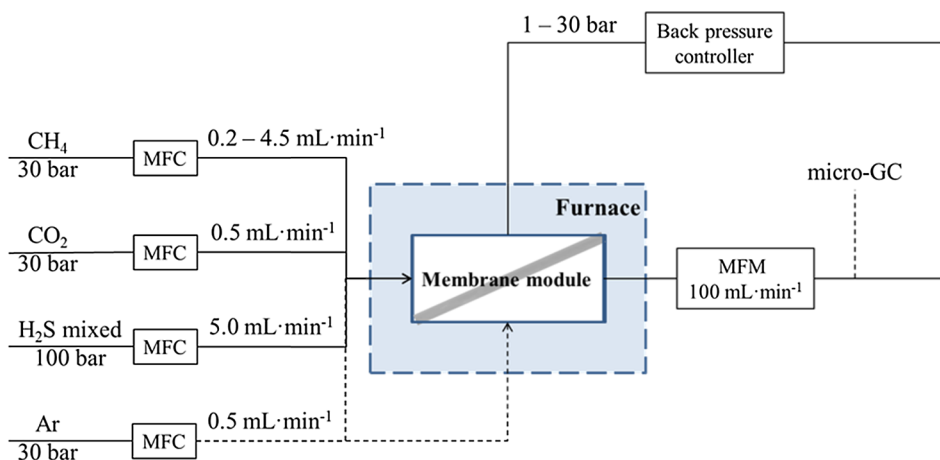 1 – 30 bar
Back pressure
controller
CH₄
30 bar
MFC
0.2 – 4.5 mL·min⁻¹
micro-GC
Furnace
CO₂
30 bar
MFC
0.5 mL·min⁻¹
Membrane module
MFM
100 mL·min⁻¹
H₂S mixed
100 bar
MFC
5.0 mL·min⁻¹
Ar
30 bar
MFC
0.5 mL·min⁻¹